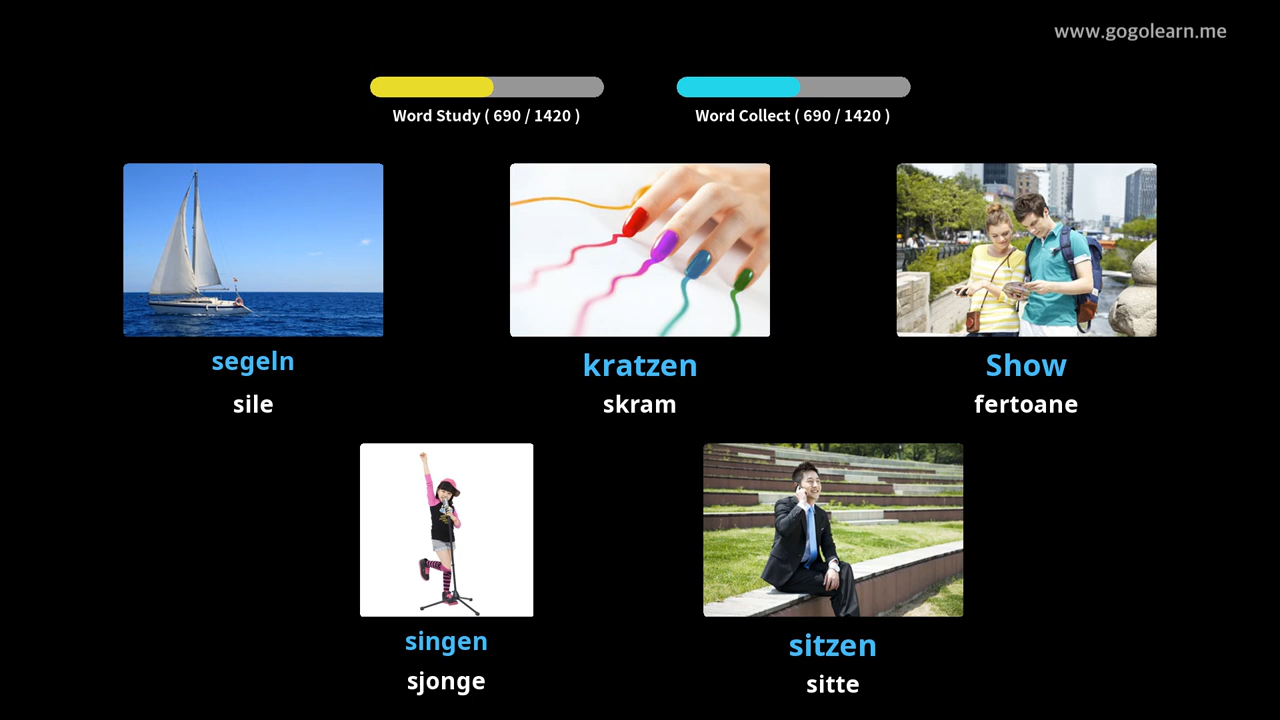 www.gogolearn.me
Word Study ( 690 / 1420 )
Word Collect ( 690 / 1420 )
segeln
sile
kratzen
skram
Show
fertoane
singen
sjonge
sitzen
sitte